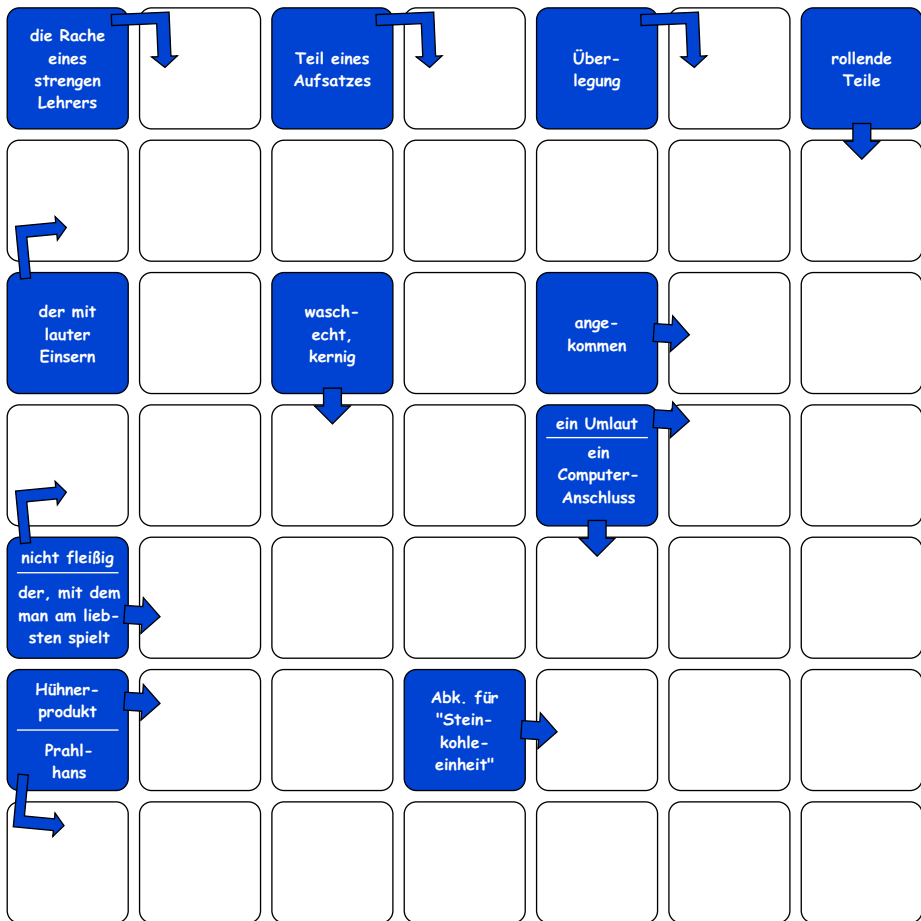 die Rache
eines
strengen
Lehrers
Teil eines
Aufsatzes
Über-
legung
rollende
Teile
der mit
lauter
Einsern
wasch-
echt,
kernig
ange-
kommen
ein Umlaut
ein
Computer-
Anschluss
nicht fleißig
der, mit dem
man am lieb-
sten spielt
Hühner-
produkt
Prahl-
hans
Abk. für
"Stein-
kohle-
einheit"